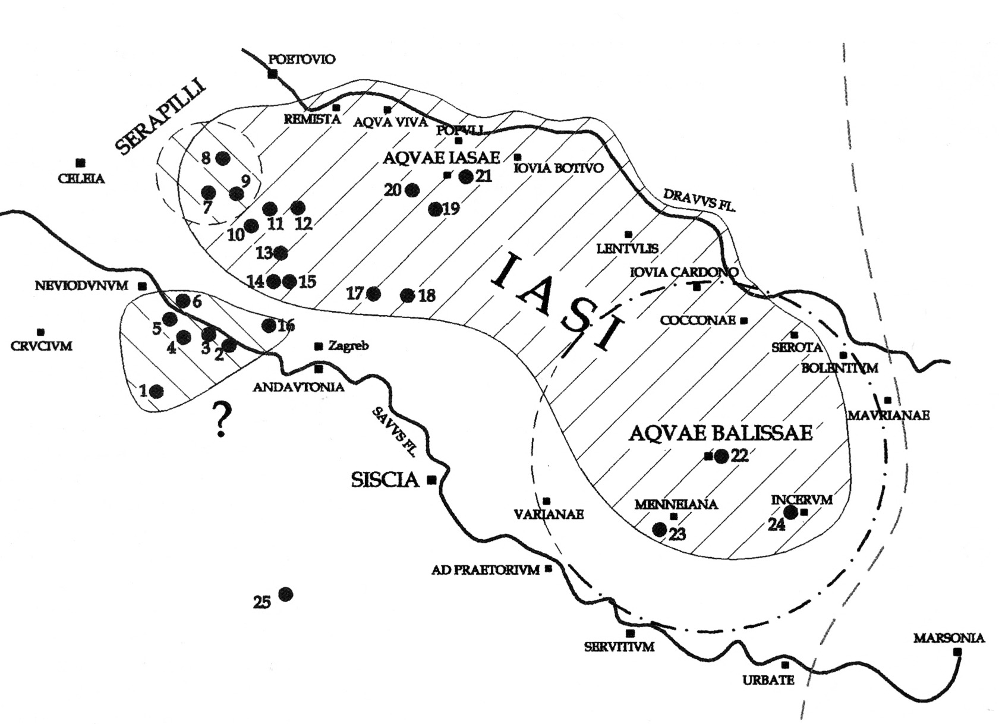 POETOVIO
SERAPILLI
REMISTA
AQVA VIVA
POPVLI
8
CELEIA
AQVAE IASAE
IOVIA BOTIVO
21
9
20
7
19
DRAVVS FL.
11
12
10
LENTVLIS
13
IASI
IOVIA CARDONO
14
15
NEVIODVNVM
17
18
6
5
16
COCCONAE
CRVCIVM
4
3
2
Zagreb
SEROTA
BOLENTIVM
1
ANDAVTONIA
?
SAVVS FL.
MAVRIANAE
AQVAE BALISSAE
22
SISCIA
VARIANAE
MENNEIANA
INCERVM
24
23
AD PRAETORIVM
25
SERVITIVM
MARSONIA
URBATE